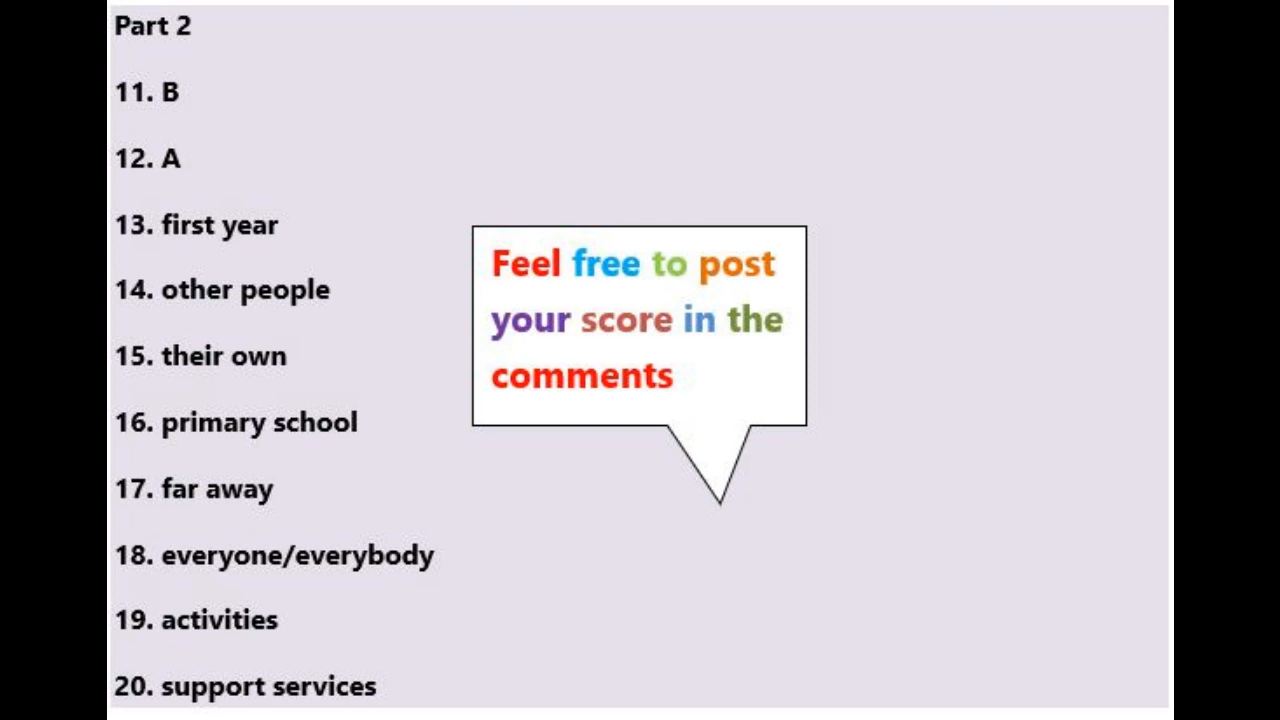 Part 2
11. B
12. A
13. first year
14. other people
15. their own
16. primary school
17. far away
18. everyone/everybody
19. activities
20. support services
Feel free to post
your score in the
comments